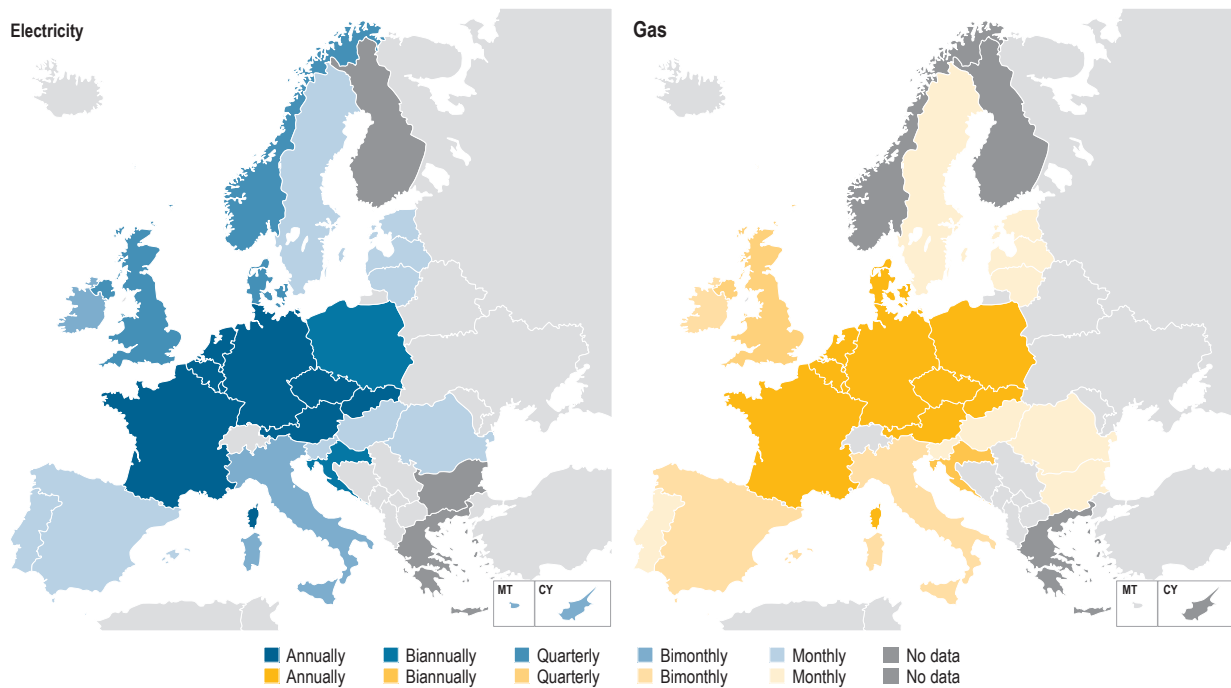 Electricity
Gas
MT
CY
MT
CY
Annually Biannually Quarterly Bimonthly Monthly No data
Annually Biannually Quarterly Bimonthly Monthly No data